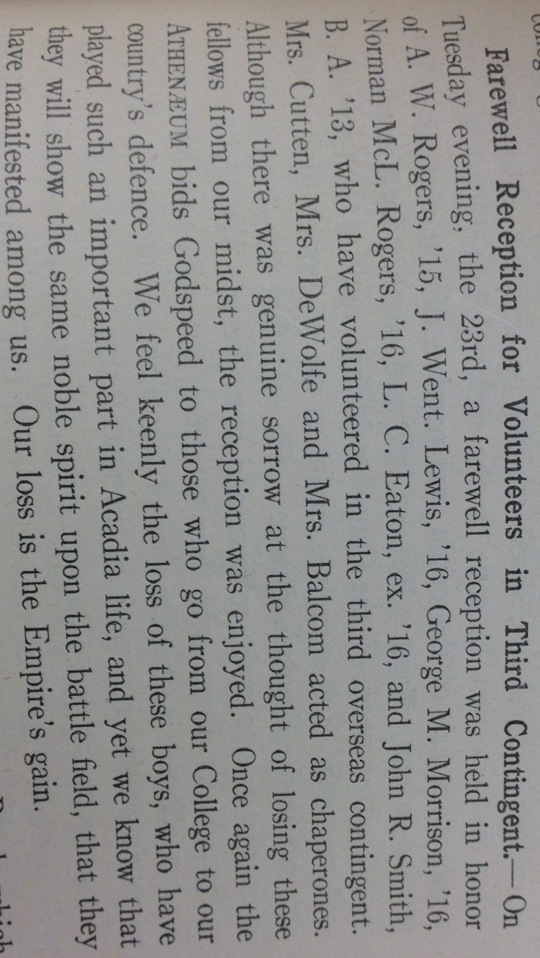 Farewell Reception for Volunteers in Third Contingent.—On
Tuesday evening, the 23rd, a farewell reception was held in honor
of A. W. Rogers, '15, J. Went. Lewis, '16, George M. Morrison, '16,
Norman McL. Rogers, '16, L. C. Eaton, ex. '16, and John R. Smith,
B. A. '13, who have volunteered in the third overseas contingent.
Mrs. Cutten, Mrs. DeWolfe and Mrs. Balcom acted as chaperones.
Although there was genuine sorrow at the thought of losing these
fellows from our midst, the reception was enjoyed. Once again the
ATHENÆUM bids Godspeed to those who go from our College to our
country's defence. We feel keenly the loss of these boys, who have
played such an important part in Acadia life, and yet we know that
they will show the same noble spirit upon the battle field, that they
have manifested among us. Our loss is the Empire's gain.